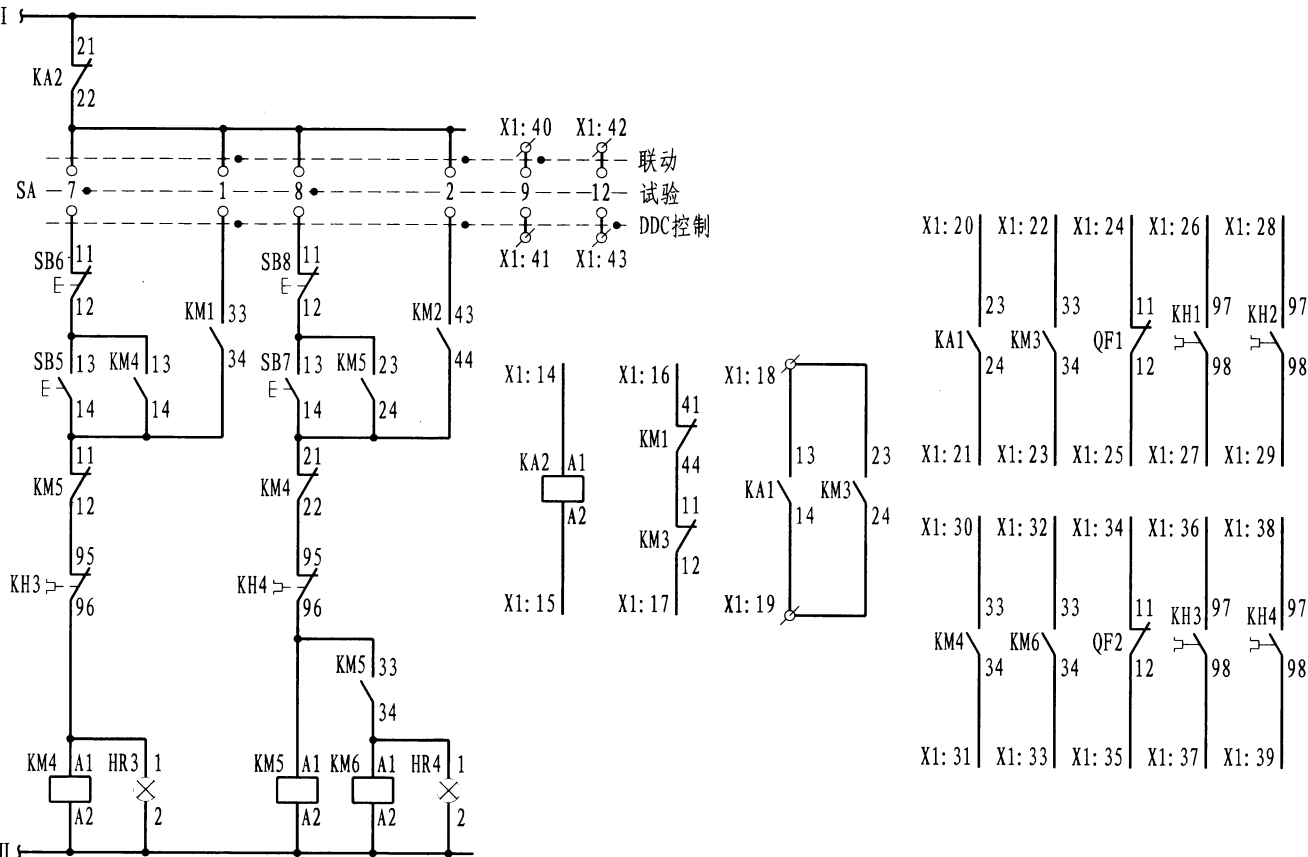 I
21
KA2
22
X1:40 X1:42
联动
SA 7 1 8 2 9 12 试验
DDC控制
X1:41 X1:43
SB6 11
12
SB8 11
12
KM1 33
34
KM2 43
44
SB5 13
14
KM4 13
14
SB7 13
14
KM5 23
24
11
KM5
12
21
KM4
22
95
KH3
96
95
KH4
96
KM5 33
34
KM4 A1
A2
HR3 1
2
KM5 A1
A2
KM6 A1
A2
HR4 1
2
II
X1:14
KA2 A1
A2
X1:15
X1:16
41
KM1
44
11
KM3
12
X1:17
X1:18
13
KA1
14
23
KM3
24
X1:19
X1:20 X1:22 X1:24 X1:26 X1:28
23 33 11 97 97
KA1 KM3 QF1 KH1 KH2
24 34 12 98 98
X1:21 X1:23 X1:25 X1:27 X1:29
X1:30 X1:32 X1:34 X1:36 X1:38
33 33 11 97 97
KM4 KM6 QF2 KH3 KH4
34 34 12 98 98
X1:31 X1:33 X1:35 X1:37 X1:39